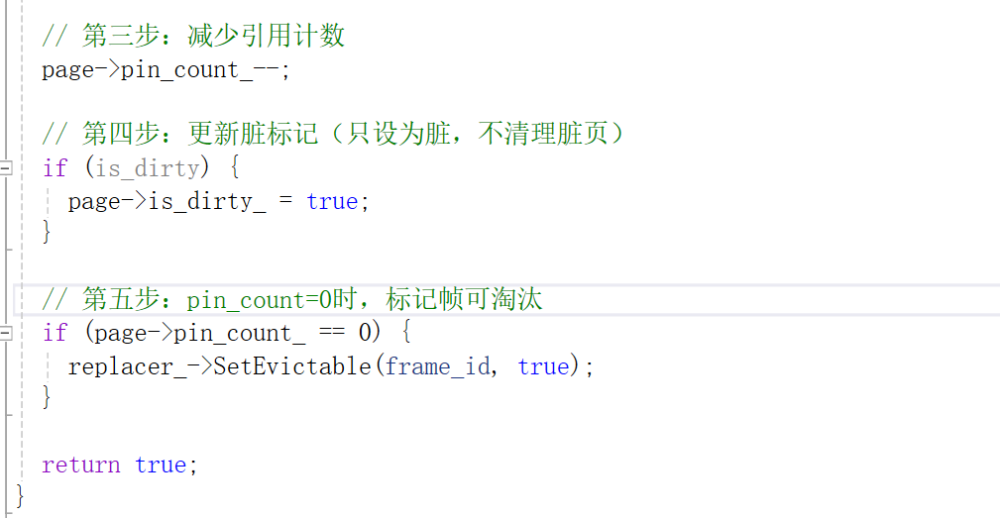 // 第三步：减少引用计数
page->pin_count_--;
// 第四步：更新脏标记（只设为脏，不清理脏页）
if (is_dirty) {
page->is_dirty_ = true;
}
// 第五步：pin_count=0时，标记帧可淘汰
if (page->pin_count_ == 0) {
replacer_->SetEvictable(frame_id, true);
}
return true;
}